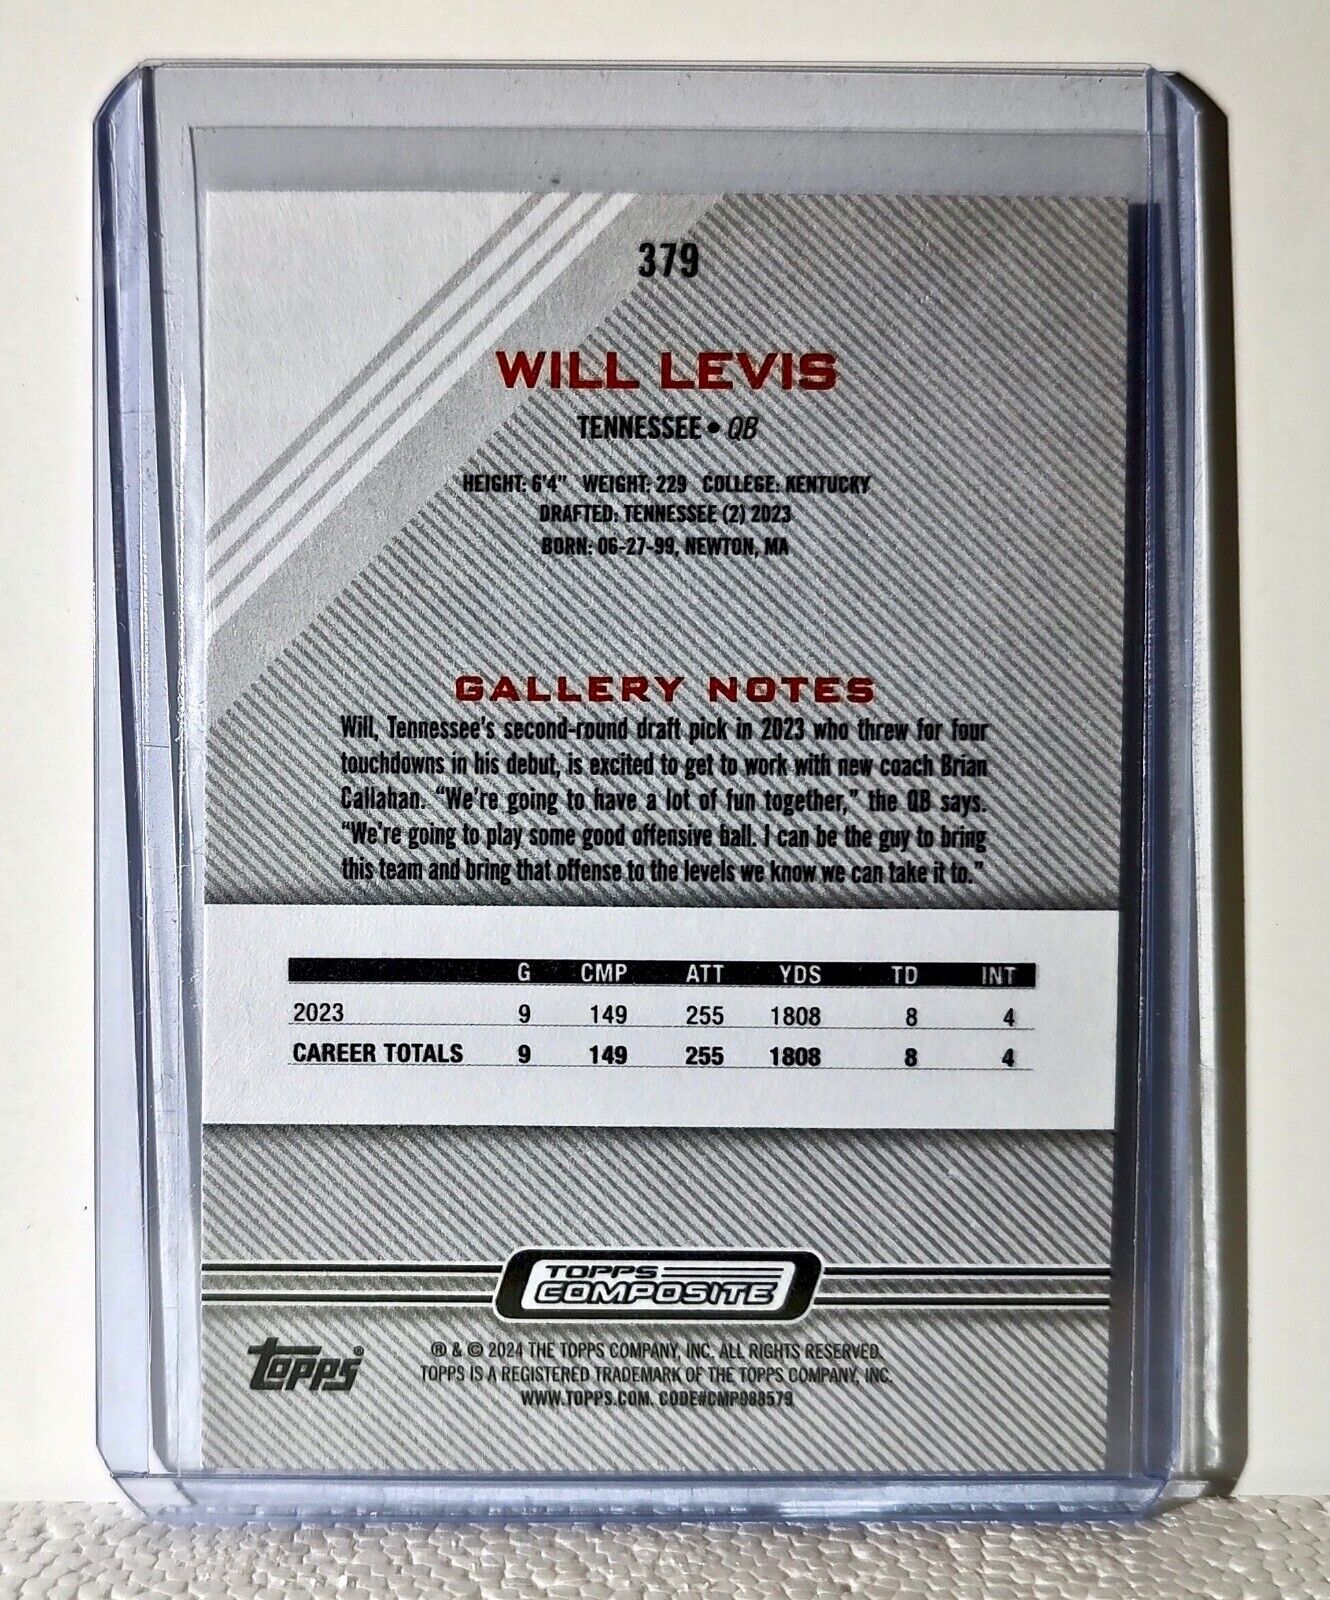 379
WILL LEVIS
TENNESSEE • QB
HEIGHT: 6'4" WEIGHT: 229 COLLEGE: KENTUCKY
DRAFTED: TENNESSEE (2) 2023
BORN: 06-27-99, NEWTON, MA
GALLERY NOTES
Will, Tennessee's second-round draft pick in 2023 who threw for four
touchdowns in his debut, is excited to get to work with new coach Brian
Callahan. “We're going to have a lot of fun together,” the QB says.
“We're going to play some good offensive ball. I can be the guy to bring
this team and bring that offense to the levels we know we can take it to.”
G CMP ATT YDS TD INT
2023 9 149 255 1808 8 4
CAREER TOTALS 9 149 255 1808 8 4
TOPPS
COMPOSITE
topps®
® & © 2024 THE TOPPS COMPANY, INC. ALL RIGHTS RESERVED.
TOPPS IS A REGISTERED TRADEMARK OF THE TOPPS COMPANY, INC.
WWW.TOPPS.COM. CODE#CMP088579